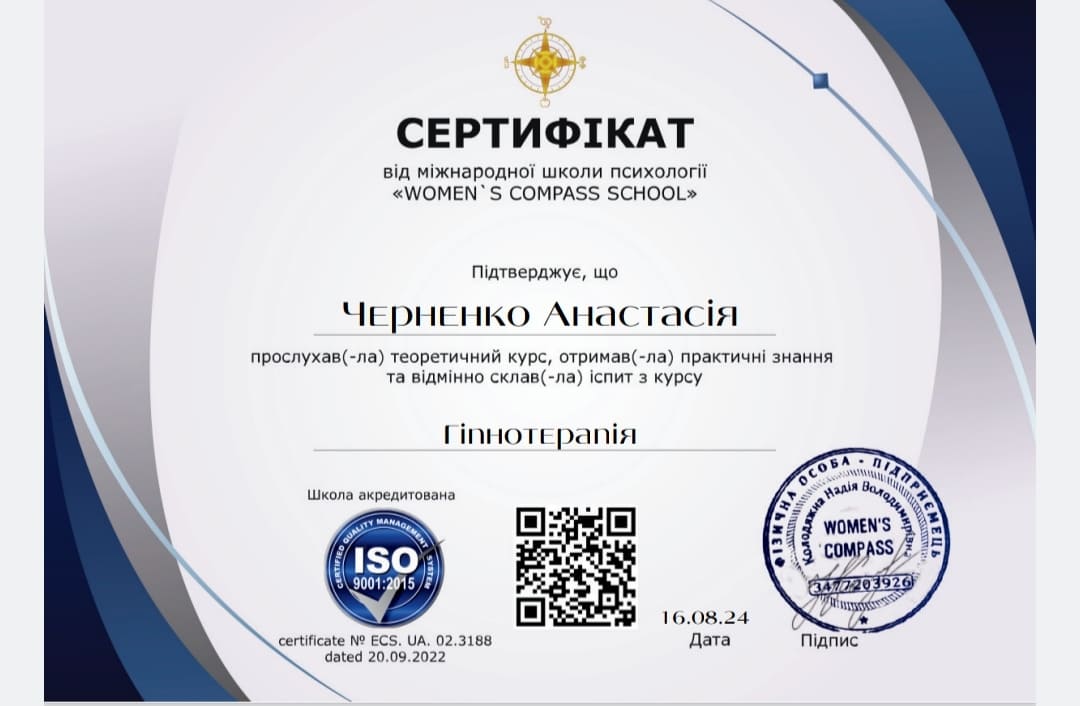 СЕРТИФІКАТ
від міжнародної школи психології
«WOMEN`S COMPASS SCHOOL»
Підтверджує, що
Черненко Анастасія
прослухав(-ла) теоретичний курс, отримав(-ла) практичні знання
та відмінно склав(-ла) іспит з курсу
Гіпнотерапія
Школа акредитована
CERTIFIED QUALITY MANAGEMENT SYSTEM
ISO
9001:2015
certificate № ECS. UA. 02.3188
dated 20.09.2022
16.08.24
Дата
ФІЗИЧНА ОСОБА - ПІДПРИЄМЕЦЬ
Колодяжна Надія
WOMEN'S
COMPASS
3477203926
Підпис